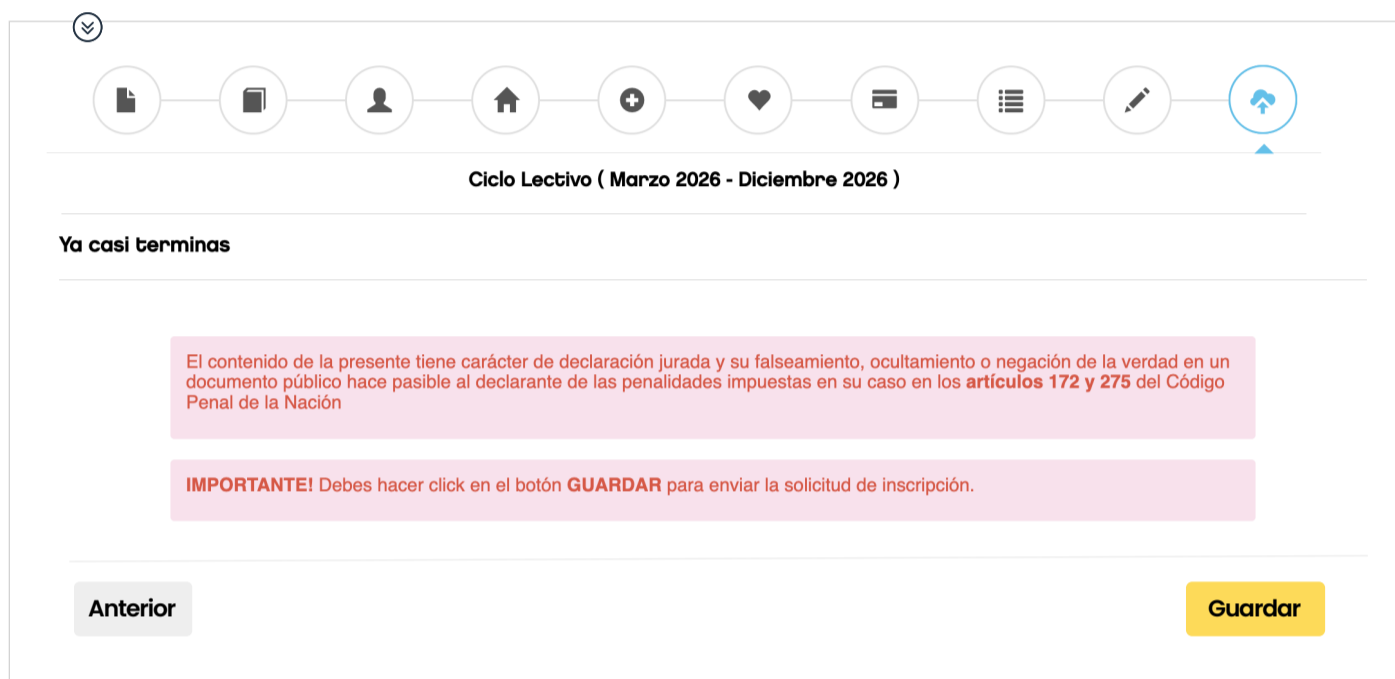 Ciclo Lectivo ( Marzo 2026 - Diciembre 2026 )
Ya casi terminas
El contenido de la presente tiene carácter de declaración jurada y su falseamiento, ocultamiento o negación de la verdad en un
documento público hace pasible al declarante de las penalidades impuestas en su caso en los artículos 172 y 275 del Código
Penal de la Nación
IMPORTANTE! Debes hacer click en el botón GUARDAR para enviar la solicitud de inscripción.
Anterior
Guardar